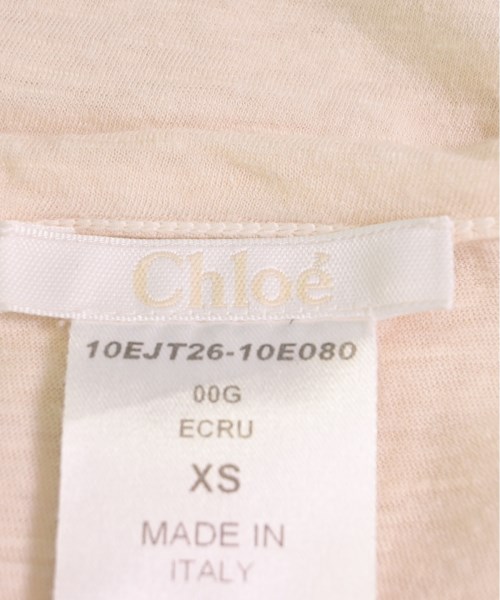 Chloé
10EJT26-10E080
00G
ECRU
XS
MADE IN
ITALY